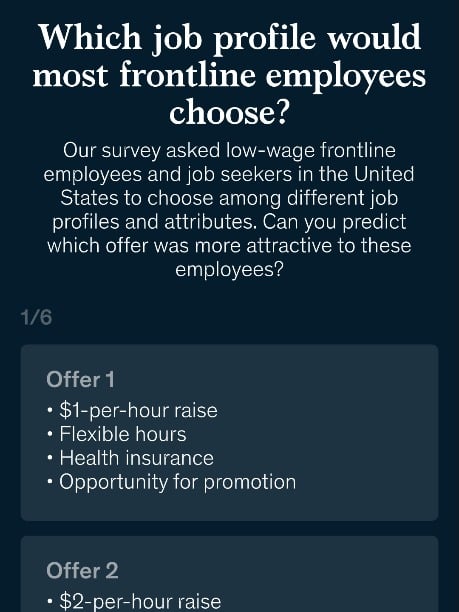 Which job profile would
most frontline employees
choose?
Our survey asked low-wage frontline
employees and job seekers in the United
States to choose among different job
profiles and attributes. Can you predict
which offer was more attractive to these
employees?
1/6
Offer 1
• $1-per-hour raise
• Flexible hours
• Health insurance
• Opportunity for promotion
Offer 2
• $2-per-hour raise